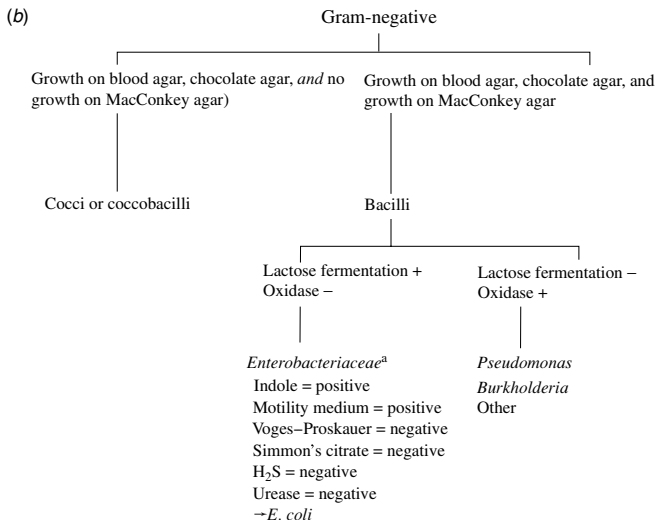 (b)
Gram-negative
Growth on blood agar, chocolate agar, and no
growth on MacConkey agar)
Growth on blood agar, chocolate agar, and
growth on MacConkey agar
Cocci or coccobacilli
Bacilli
Lactose fermentation +
Oxidase −
Lactose fermentation −
Oxidase +
Enterobacteriaceaeᵃ
Indole = positive
Motility medium = positive
Voges–Proskauer = negative
Simmon's citrate = negative
H₂S = negative
Urease = negative
→E. coli
Pseudomonas
Burkholderia
Other